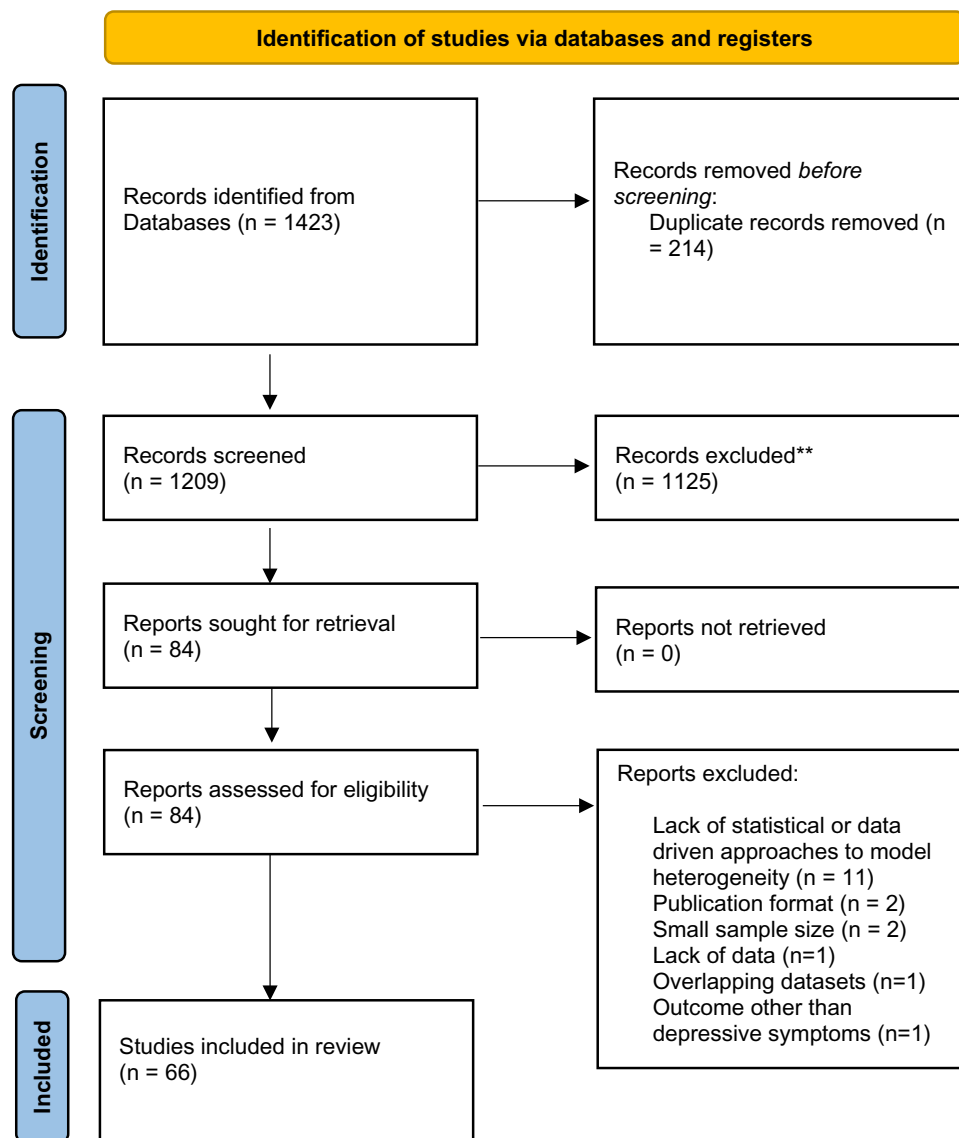 Identification of studies via databases and registers
Identification
Records identified from
Databases (n = 1423)
Records removed before
screening:
Duplicate records removed (n
= 214)
Screening
Records screened
(n = 1209)
Records excluded**
(n = 1125)
Reports sought for retrieval
(n = 84)
Reports not retrieved
(n = 0)
Reports assessed for eligibility
(n = 84)
Reports excluded:
Lack of statistical or data
driven approaches to model
heterogeneity (n = 11)
Publication format (n = 2)
Small sample size (n = 2)
Lack of data (n=1)
Overlapping datasets (n=1)
Outcome other than
depressive symptoms (n=1)
Included
Studies included in review
(n = 66)